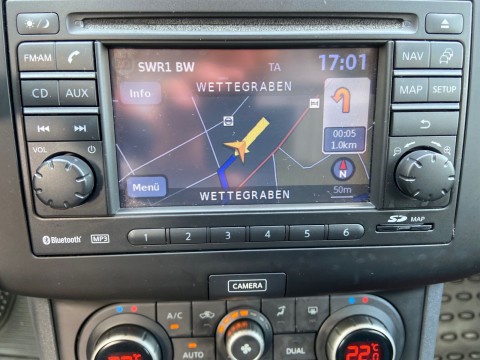 FM·AM
CD AUX
VOL
Bluetooth MP3
SWR1 BW TA 17:01
Info WETTEGRABEN
00:05
1.0km
N
Menü 50m
WETTEGRABEN
NAV
MAP SETUP
SD MAP
1 2 3 4 5 6
CAMERA
A/C
AUTO DUAL
22.5°C